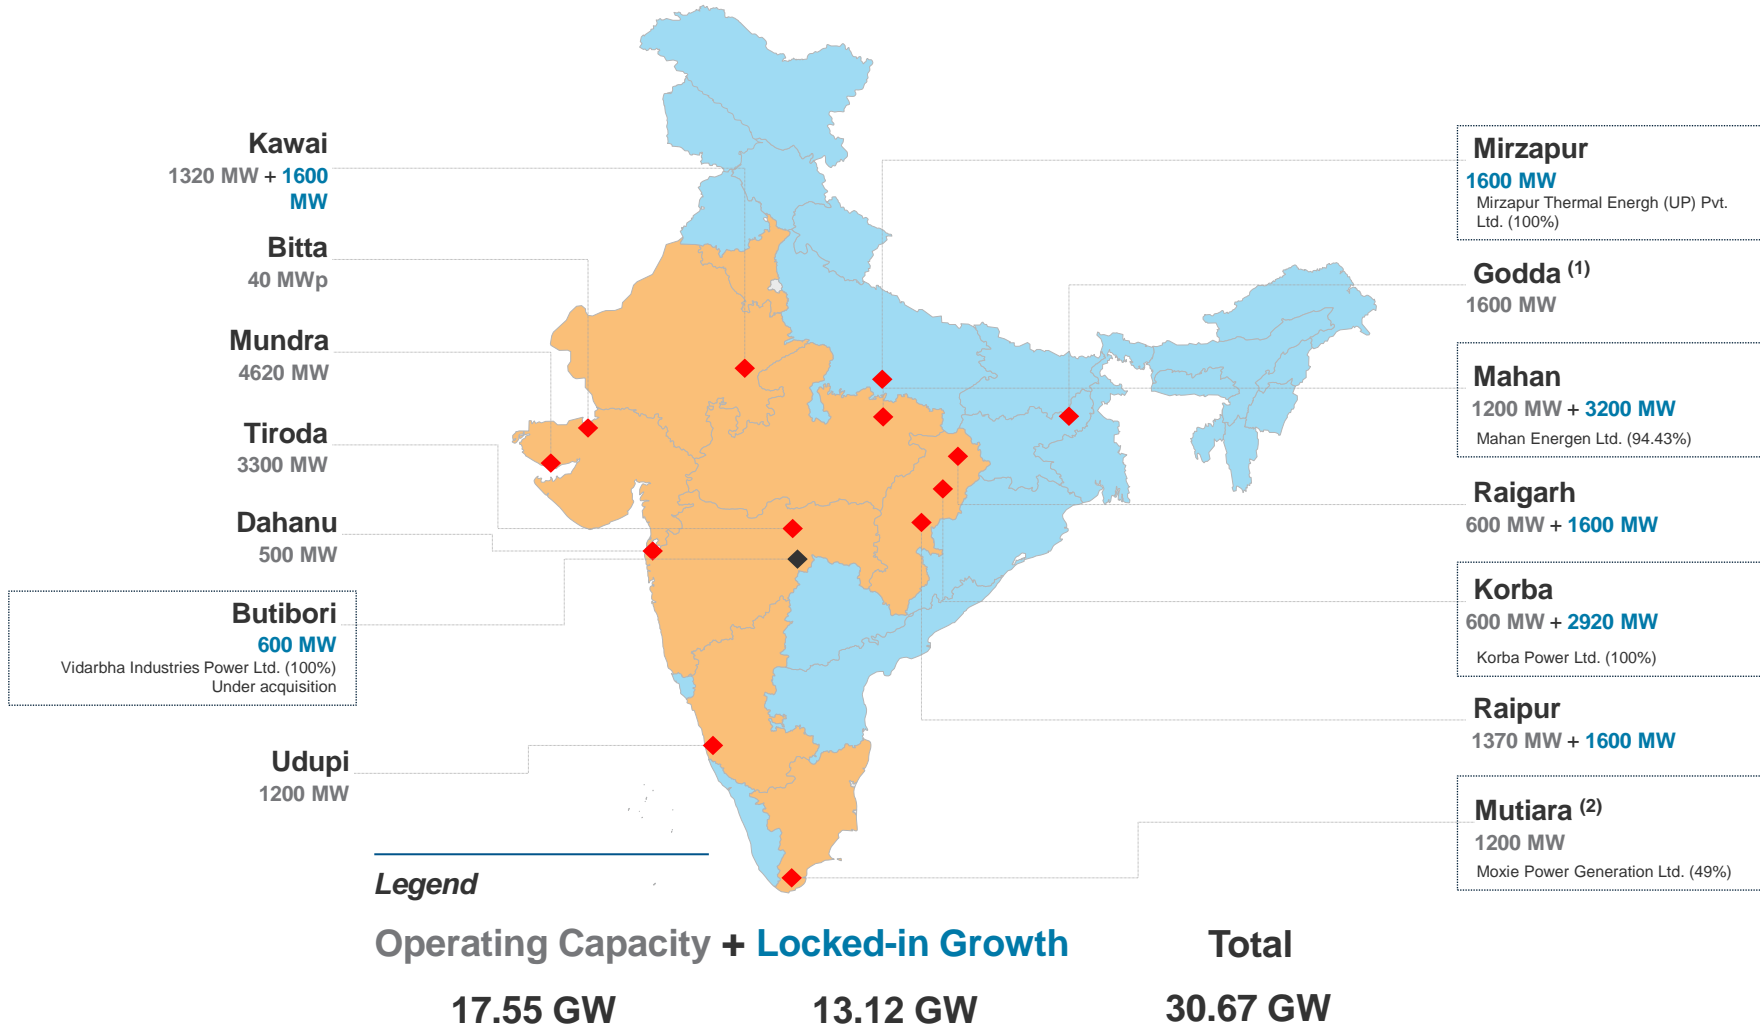 Kawai
1320 MW + 1600
MW
Bitta
40 MWp
Mundra
4620 MW
Tiroda
3300 MW
Dahanu
500 MW
Butibori
600 MW
Vidarbha Industries Power Ltd. (100%)
Under acquisition
Udupi
1200 MW
Mirzapur
1600 MW
Mirzapur Thermal Energh (UP) Pvt.
Ltd. (100%)
Godda (1)
1600 MW
Mahan
1200 MW + 3200 MW
Mahan Energen Ltd. (94.43%)
Raigarh
600 MW + 1600 MW
Korba
600 MW + 2920 MW
Korba Power Ltd. (100%)
Raipur
1370 MW + 1600 MW
Mutiara (2)
1200 MW
Moxie Power Generation Ltd. (49%)
Legend
Operating Capacity + Locked-in Growth Total
17.55 GW 13.12 GW 30.67 GW